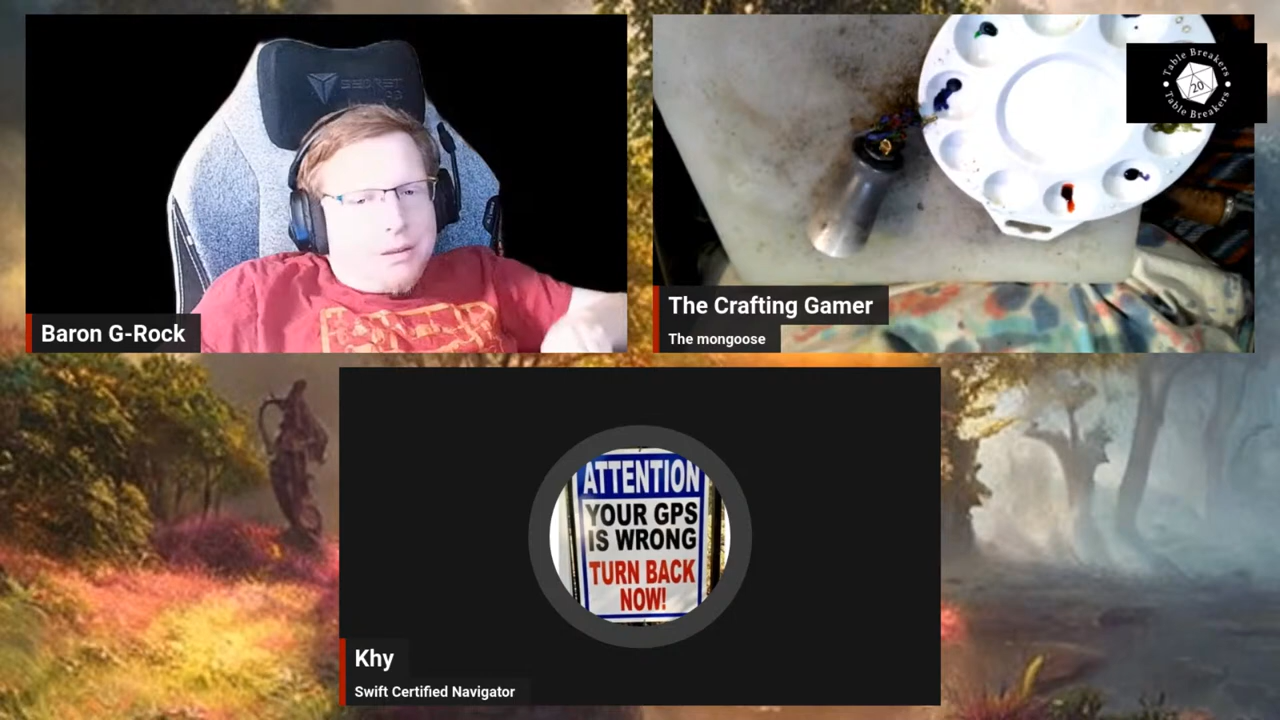 Baron G-Rock
Table Breakers
20
Table Breakers
The Crafting Gamer
The mongoose
ATTENTION
YOUR GPS
IS WRONG
TURN BACK
NOW!
Khy
Swift Certified Navigator